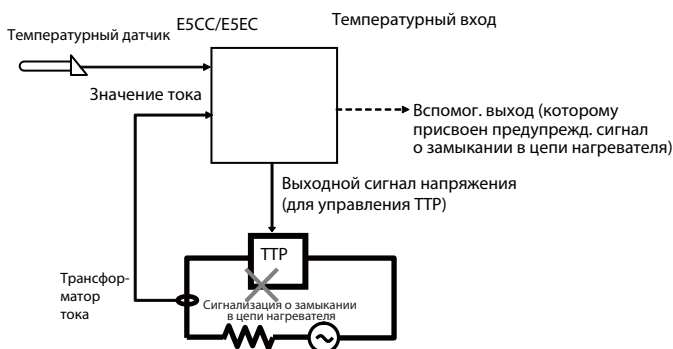 E5CC/E5EC
Температурный вход
Температурный датчик
Значение тока
Вспомог. выход (которому
присвоен предупрежд. сигнал
о замыкании в цепи нагревателя)
Выходной сигнал напряжения
(для управления ТТР)
ТТР
Трансфор-
матор
тока
Сигнализация о замыкании
в цепи нагревателя